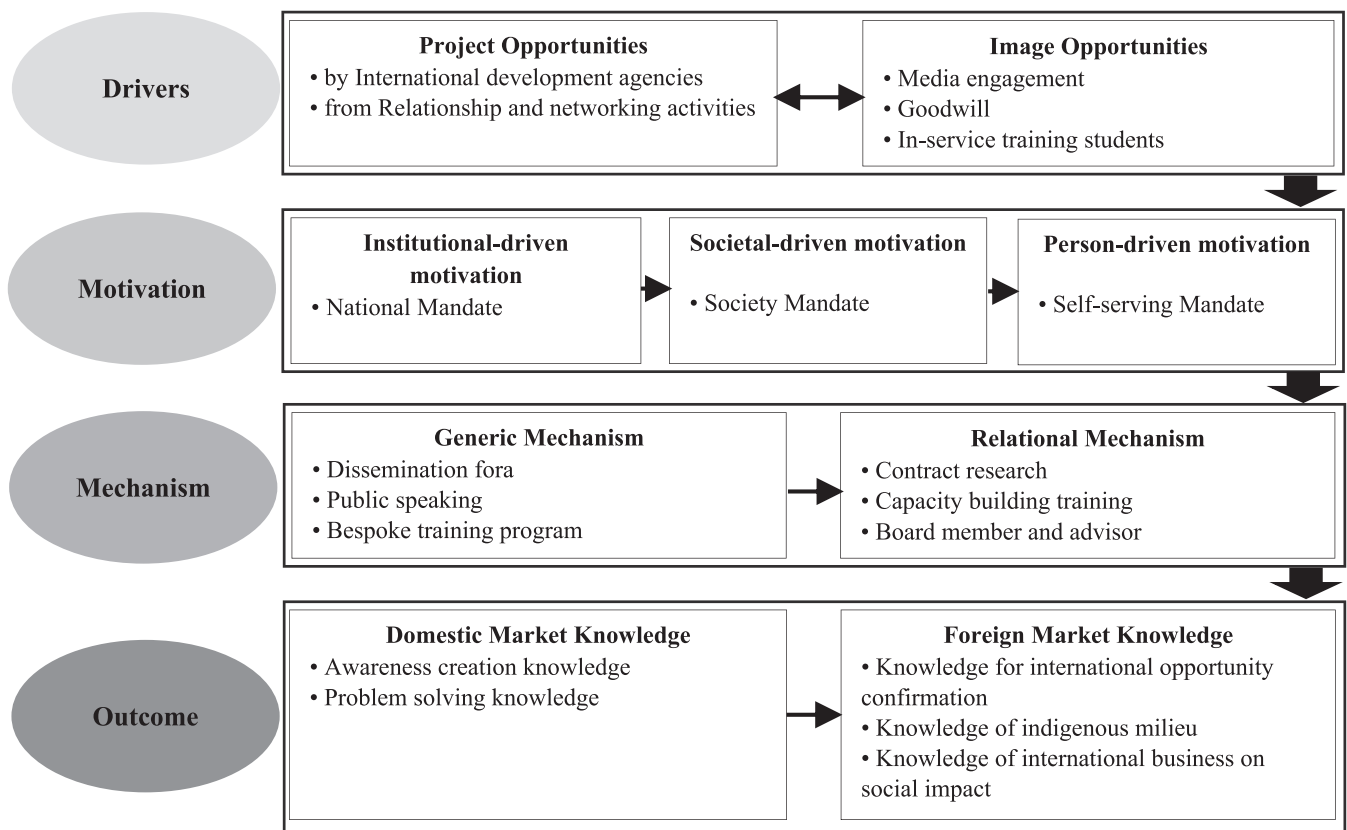 Drivers
Project Opportunities
• by International development agencies
• from Relationship and networking activities
Image Opportunities
• Media engagement
• Goodwill
• In-service training students
Motivation
Institutional-driven
motivation
• National Mandate
Societal-driven motivation
• Society Mandate
Person-driven motivation
• Self-serving Mandate
Mechanism
Generic Mechanism
• Dissemination fora
• Public speaking
• Bespoke training program
Relational Mechanism
• Contract research
• Capacity building training
• Board member and advisor
Outcome
Domestic Market Knowledge
• Awareness creation knowledge
• Problem solving knowledge
Foreign Market Knowledge
• Knowledge for international opportunity
confirmation
• Knowledge of indigenous milieu
• Knowledge of international business on
social impact